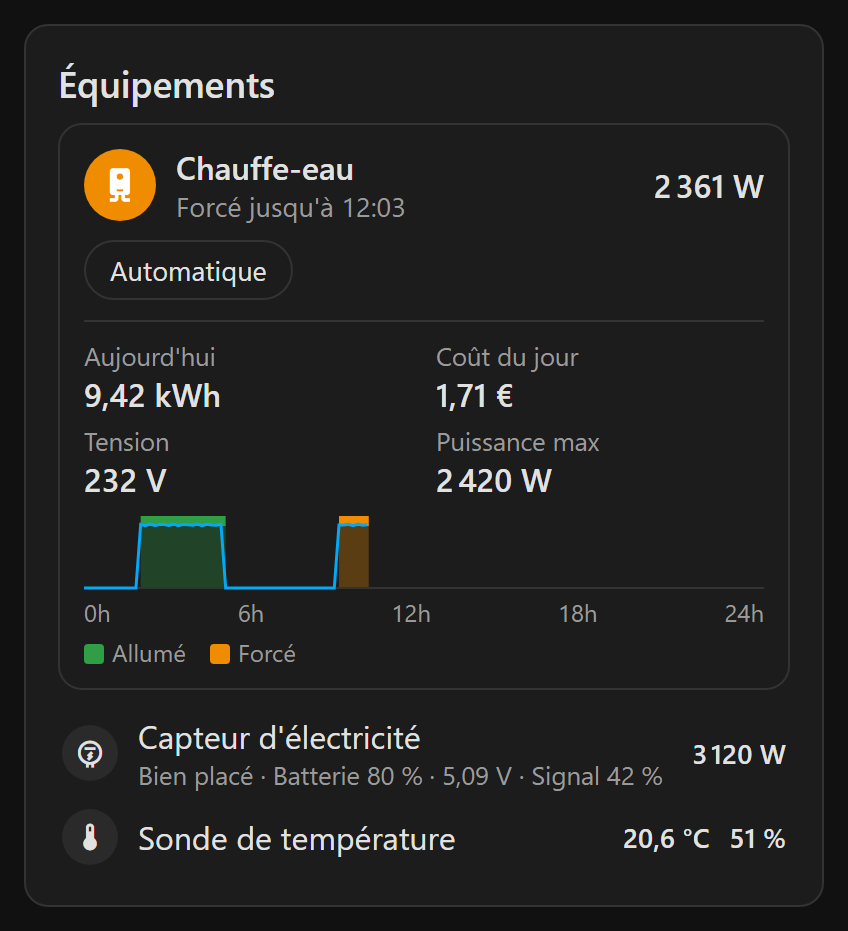 Équipements
Chauffe-eau
2 361 W
Forcé jusqu'à 12:03
Automatique
Aujourd'hui
Coût du jour
9,42 kWh
1,71 €
Tension
Puissance max
232 V
2 420 W
0h 6h 12h 18h 24h
Allumé Forcé
Capteur d'électricité
3 120 W
Bien placé · Batterie 80 % · 5,09 V · Signal 42 %
Sonde de température
20,6 °C 51 %